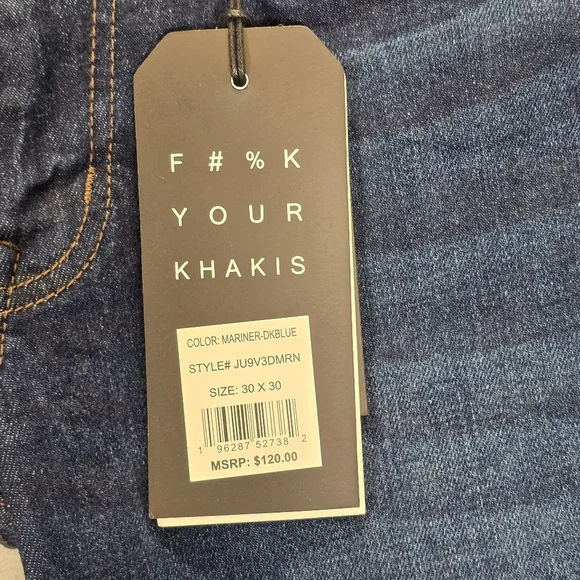 F#%K
YOUR
KHAKIS
COLOR: MARINER-DKBLUE
STYLE# JU9V3DMRN
SIZE: 30 X 30
1 96287 52738 2
MSRP: $120.00